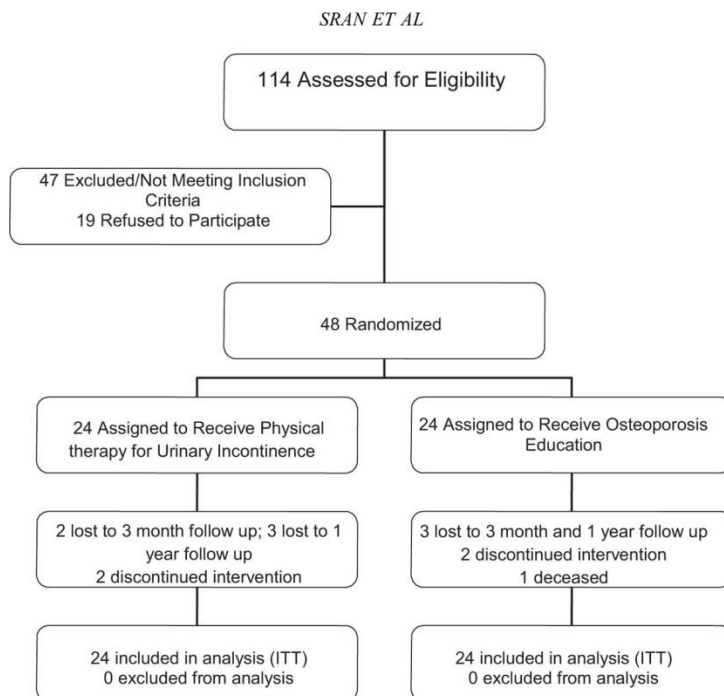 SRAN ET AL
114 Assessed for Eligibility
47 Excluded/Not Meeting Inclusion
Criteria
19 Refused to Participate
48 Randomized
24 Assigned to Receive Physical
therapy for Urinary Incontinence
24 Assigned to Receive Osteoporosis
Education
2 lost to 3 month follow up; 3 lost to 1
year follow up
2 discontinued intervention
3 lost to 3 month and 1 year follow up
2 discontinued intervention
1 deceased
24 included in analysis (ITT)
0 excluded from analysis
24 included in analysis (ITT)
0 excluded from analysis